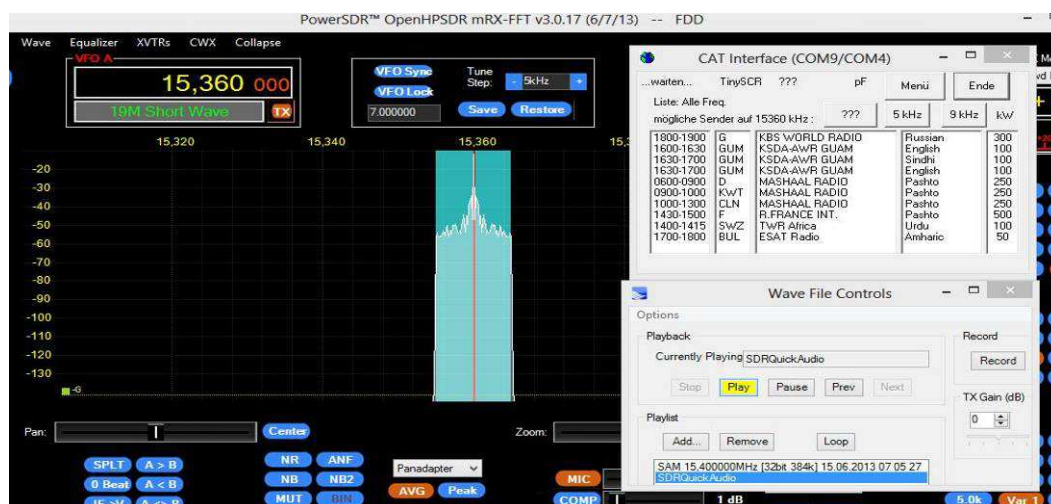 PowerSDR™ OpenHPSDR mRX-FFT v3.0.17 (6/7/13) -- FDD
Wave Equalizer XVTRs CWX Collapse
VFO A
15,360 000
19M Short Wave TX
VFO Sync
VFO Lock
7.000000
Tune Step: - 5kHz +
Save Restore
15,320 15,340 15,360
-20
-30
-40
-50
-60
-70
-80
-90
-100
-110
-120
-130
-G
Pan: Center Zoom:
SPLT A > B NR ANF
0 Beat A < B NB NB2
MUT BIN
Panadapter
AVG Peak
MIC
COMP 1 dB 5.0k Var 1
CAT Interface (COM9/COM4)
...warten... TinySCR ??? pF Menü Ende
Liste: Alle Freq.
mögliche Sender auf 15360 kHz : ??? 5 kHz 9 kHz kW
1800-1900 G KBS WORLD RADIO Russian 300
1600-1630 GUM KSDA-AWR GUAM English 100
1630-1700 GUM KSDA-AWR GUAM Sindhi 100
1630-1700 GUM KSDA-AWR GUAM English 100
0600-0900 D MASHAAL RADIO Pashto 250
0900-1000 KWT MASHAAL RADIO Pashto 250
1000-1300 CLN MASHAAL RADIO Pashto 250
1430-1500 F R.FRANCE INT. Pashto 500
1400-1415 SWZ TWR Africa Urdu 100
1700-1800 BUL ESAT Radio Amharic 50
Wave File Controls
Options
Playback
Currently Playing SDRQuickAudio
Stop Play Pause Prev Next
Record
Record
TX Gain (dB)
0
Playlist
Add... Remove Loop
SAM 15.400000MHz [32bit 384k] 15.06.2013 07 05 27
SDRQuickAudio